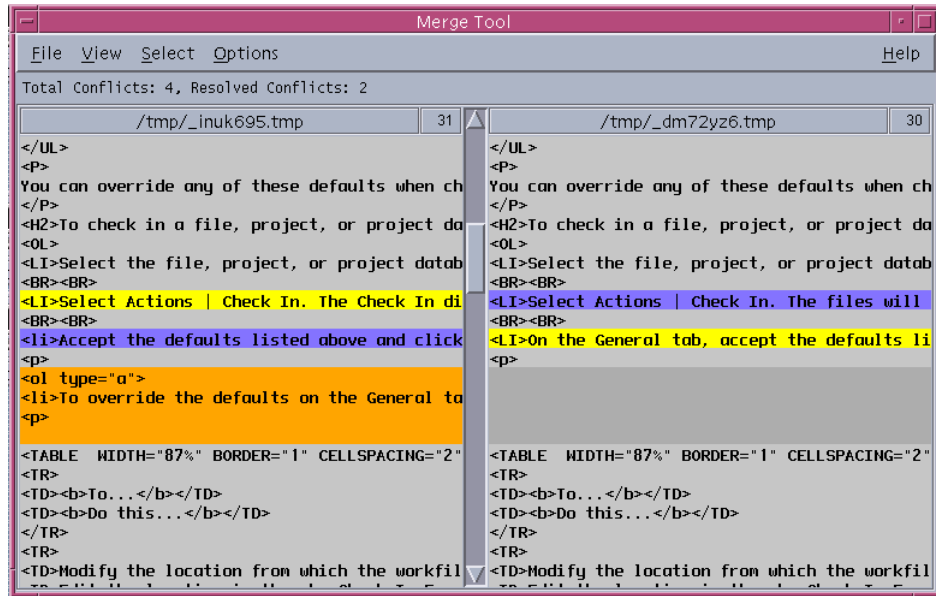 Merge Tool
File View Select Options Help
Total Conflicts: 4, Resolved Conflicts: 2
/tmp/_inuk695.tmp 31
</UL>
<P>
You can override any of these defaults when ch
</P>
<H2>To check in a file, project, or project da
<OL>
<LI>Select the file, project, or project datab
<BR><BR>
<LI>Select Actions | Check In. The Check In di
<BR><BR>
<li>Accept the defaults listed above and click
<p>
<ol type="a">
<li>To override the defaults on the General ta
<p>
<TABLE WIDTH="87%" BORDER="1" CELLSPACING="2"
<TR>
<TD><b>To...</b></TD>
<TD><b>Do this...</b></TD>
</TR>
<TR>
<TD>Modify the location from which the workfil
/tmp/_dm72yz6.tmp 30
</UL>
<P>
You can override any of these defaults when ch
</P>
<H2>To check in a file, project, or project da
<OL>
<LI>Select the file, project, or project datab
<BR><BR>
<LI>Select Actions | Check In. The files will
<BR><BR>
<LI>On the General tab, accept the defaults li
<p>
<TABLE WIDTH="87%" BORDER="1" CELLSPACING="2"
<TR>
<TD><b>To...</b></TD>
<TD><b>Do this...</b></TD>
</TR>
<TR>
<TD>Modify the location from which the workfil